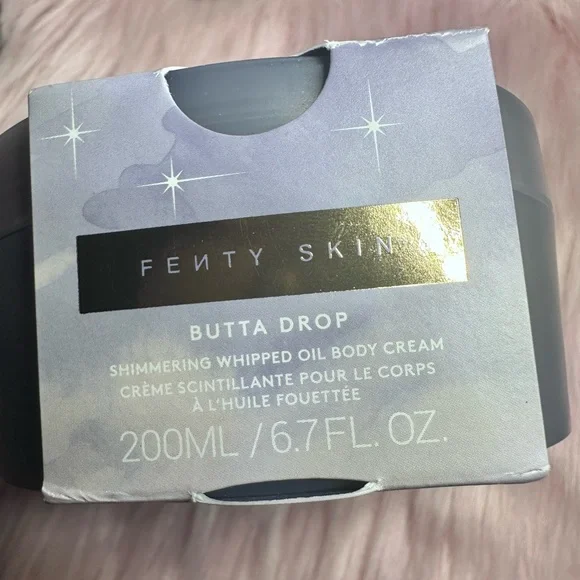 FEИTY SKIN
BUTTA DROP
SHIMMERING WHIPPED OIL BODY CREAM
CRÈME SCINTILLANTE POUR LE CORPS
À L'HUILE FOUETTÉE
200ML / 6.7FL. OZ.